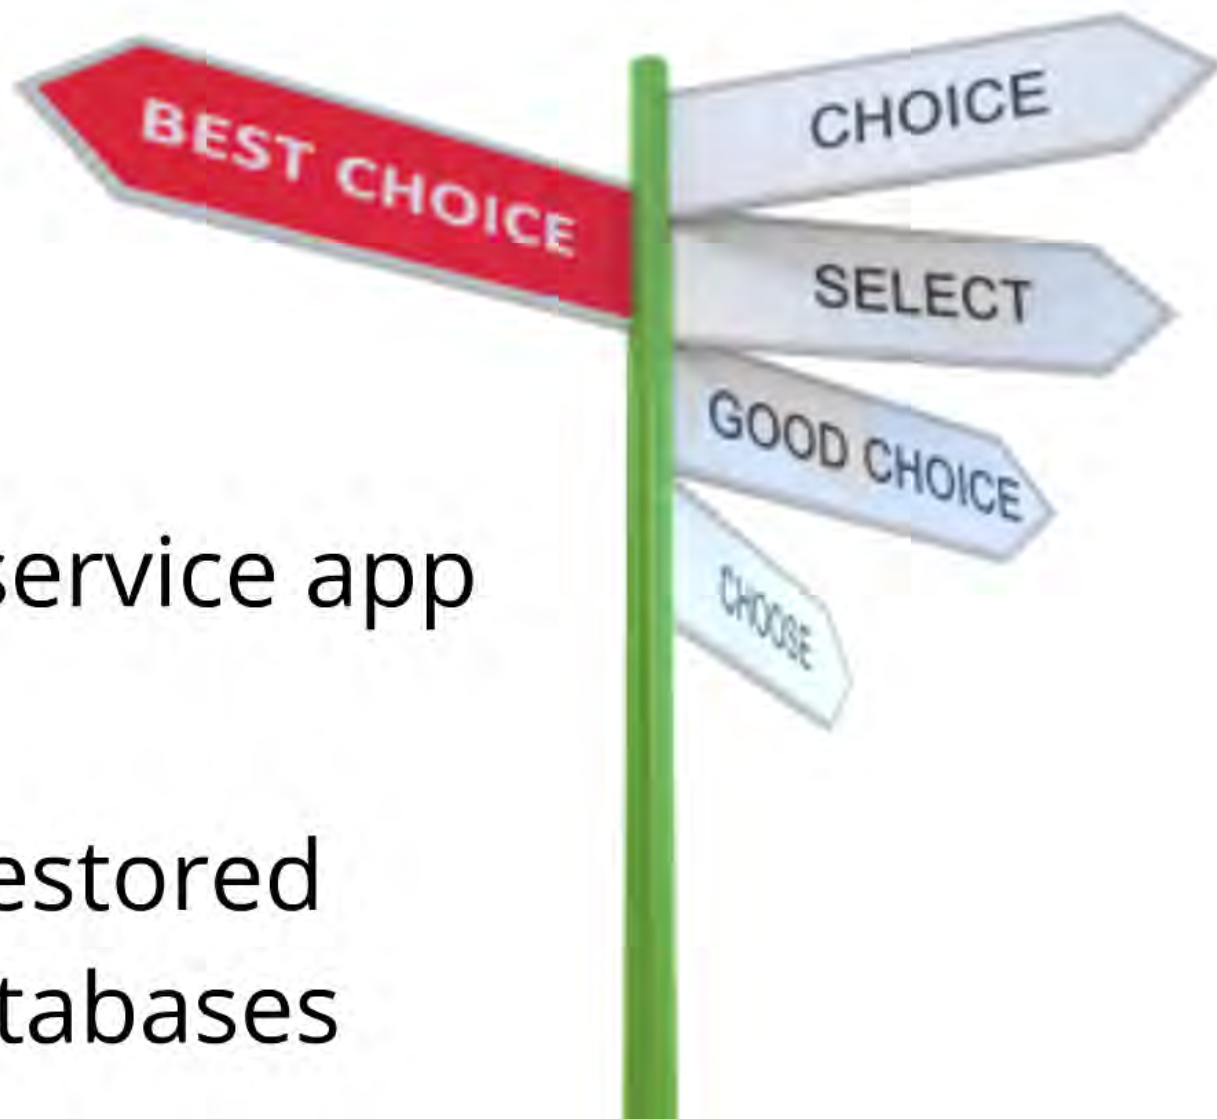 BEST CHOICE
CHOICE
SELECT
GOOD CHOICE
CHOOSE
service app
estored
tabases